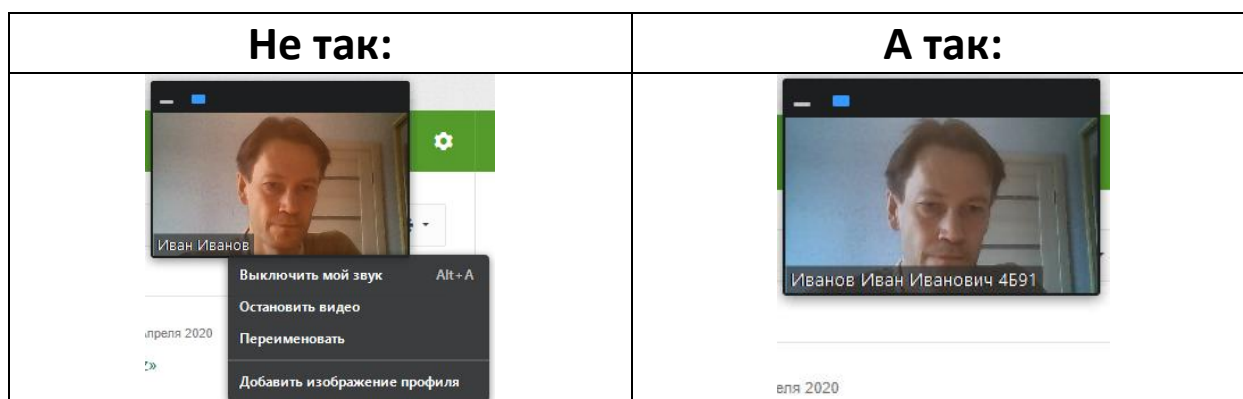 Не так:
А так:
Иван Иванов
Выключить мой звук Alt+A
Остановить видео
Переименовать
Добавить изображение профиля
апреля 2020
z»
Иванов Иван Иванович 4Б91
еля 2020